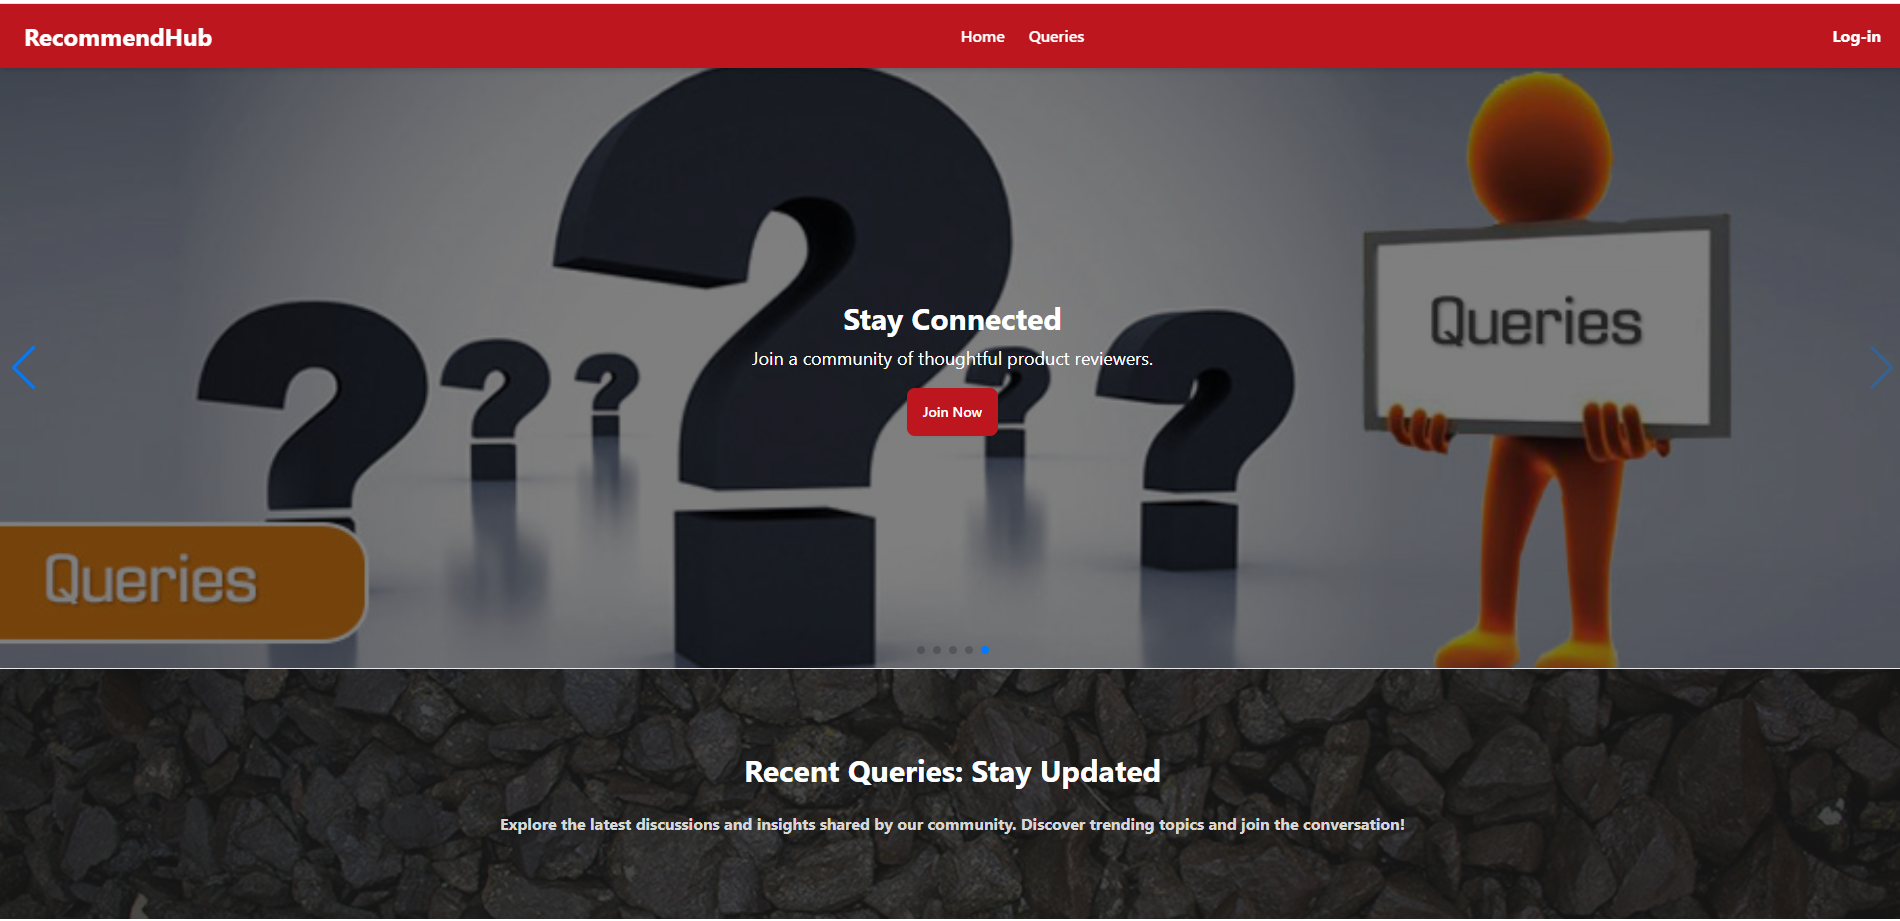 RecommendHub
Home
Queries
Log-in
Queries
Stay Connected
Join a community of thoughtful product reviewers.
Join Now
Queries
Recent Queries: Stay Updated
Explore the latest discussions and insights shared by our community. Discover trending topics and join the conversation!